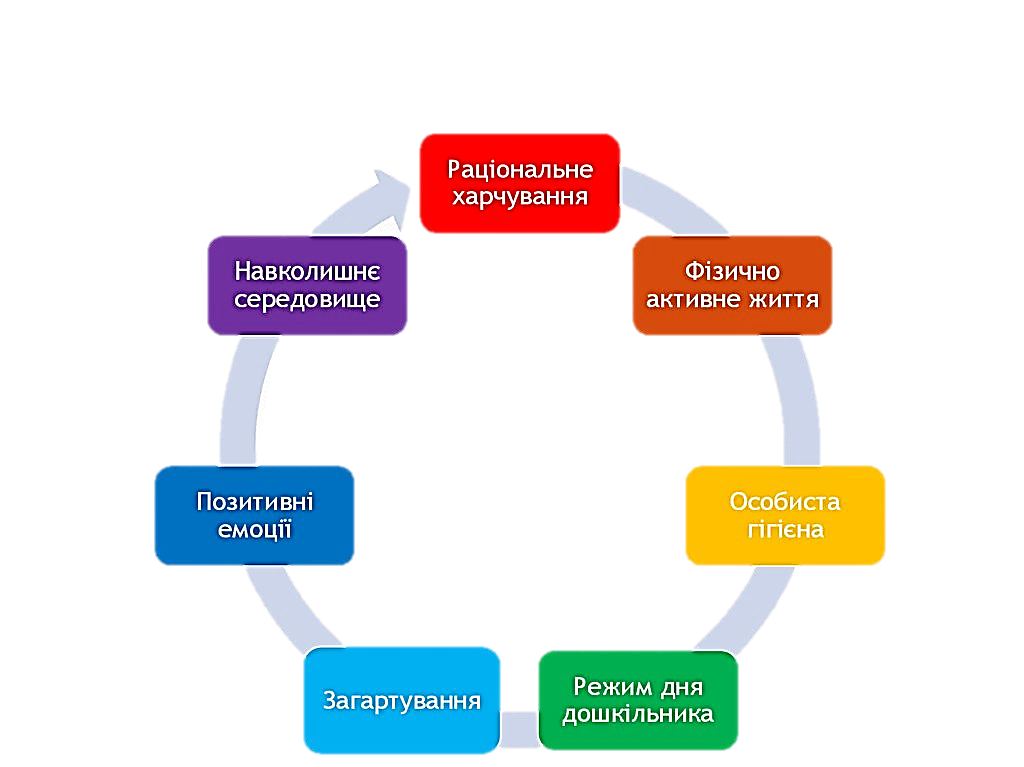 Раціональне
харчування
Фізично
активне життя
Особиста
гігієна
Режим дня
дошкільника
Загартування
Позитивні
емоції
Навколишнє
середовище